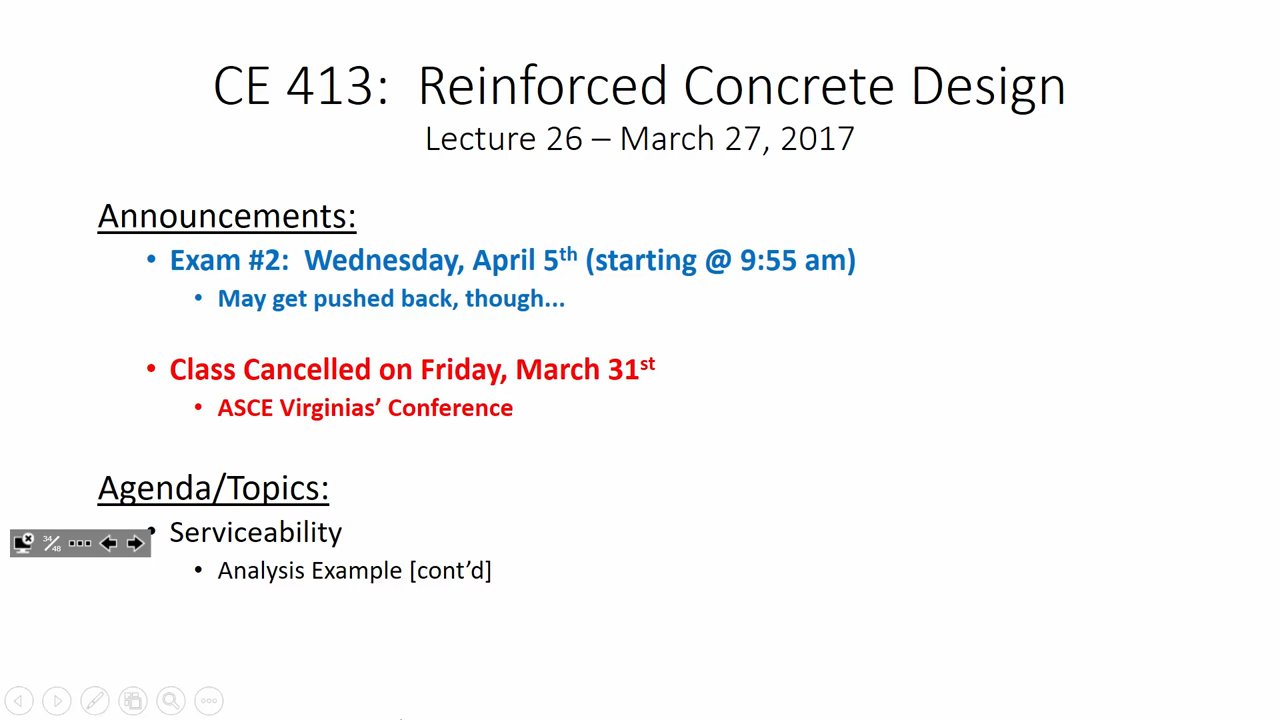 CE 413:  Reinforced Concrete Design
Lecture 26 – March 27, 2017
Announcements:
• Exam #2:  Wednesday, April 5th (starting @ 9:55 am)
• May get pushed back, though...
• Class Cancelled on Friday, March 31st
• ASCE Virginias’ Conference
Agenda/Topics:
• Serviceability
34/48
• Analysis Example [cont’d]